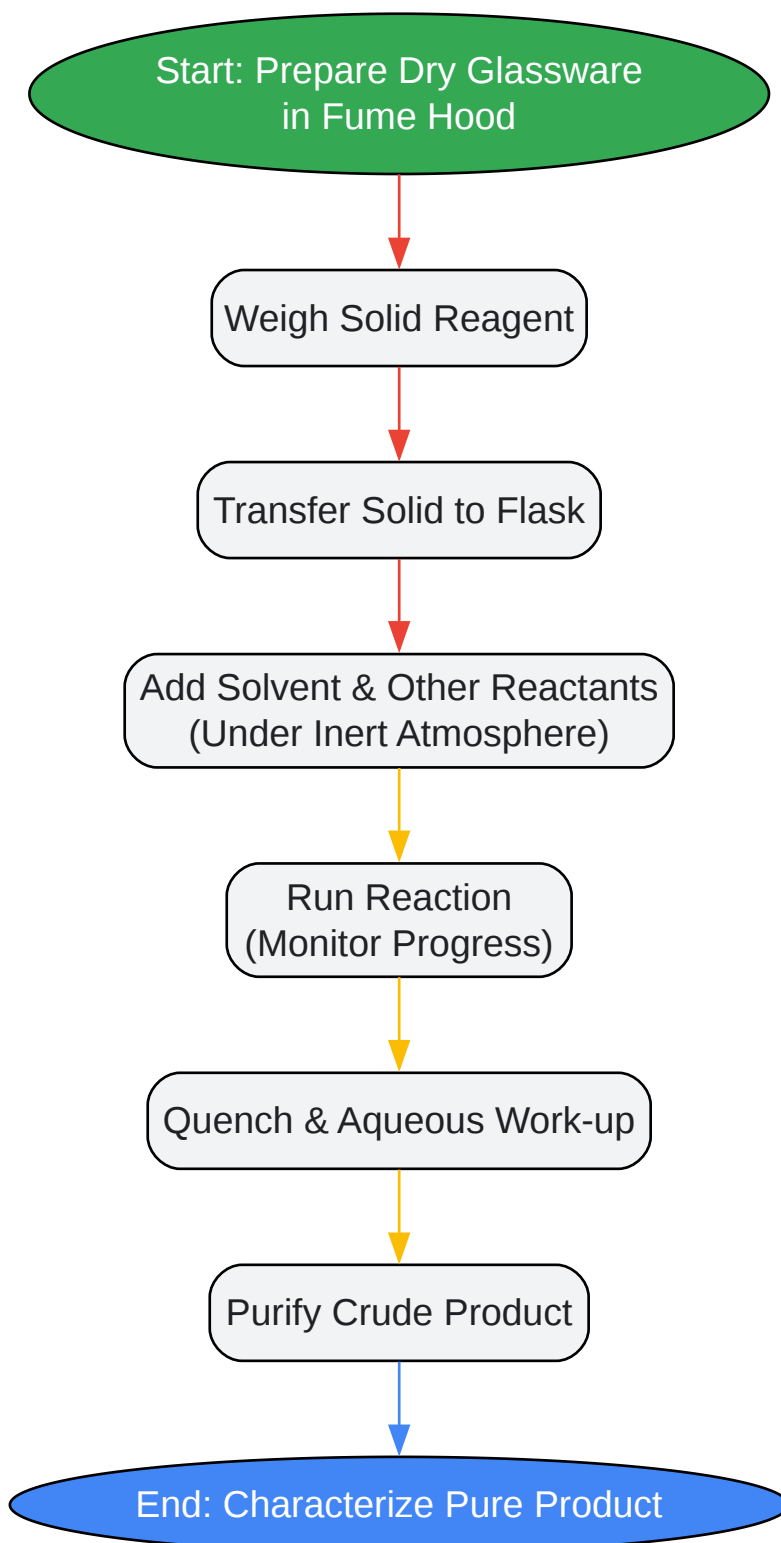 Start: Prepare Dry Glassware
in Fume Hood
Weigh Solid Reagent
Transfer Solid to Flask
Add Solvent & Other Reactants
(Under Inert Atmosphere)
Run Reaction
(Monitor Progress)
Quench & Aqueous Work-up
Purify Crude Product
End: Characterize Pure Product